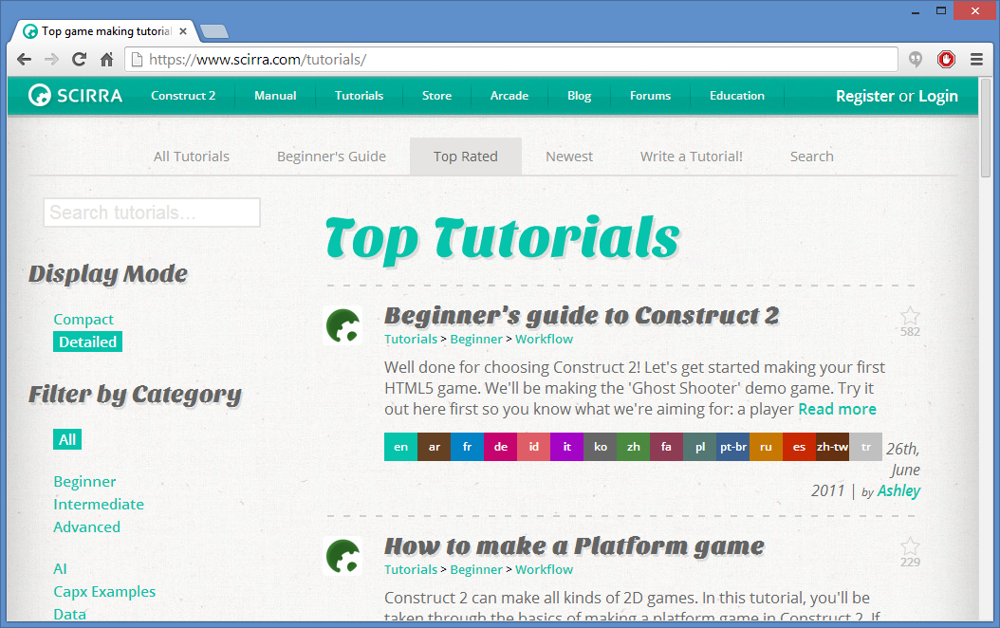 Top game making tutorial
https://www.scirra.com/tutorials/
SCIRRA Construct 2 Manual Tutorials Store Arcade Blog Forums Education Register or Login
All Tutorials Beginner's Guide Top Rated Newest Write a Tutorial! Search
Search tutorials...
Display Mode
Compact
Detailed
Filter by Category
All
Beginner
Intermediate
Advanced
AI
Capx Examples
Data
Top Tutorials
Beginner's guide to Construct 2
582
Tutorials > Beginner > Workflow
Well done for choosing Construct 2! Let's get started making your first
HTML5 game. We'll be making the 'Ghost Shooter' demo game. Try it
out here first so you know what we're aiming for: a player Read more
en ar fr de id it ko zh fa pl pt-br ru es zh-tw tr
26th,
June
2011 | by Ashley
How to make a Platform game
229
Tutorials > Beginner > Workflow
Construct 2 can make all kinds of 2D games. In this tutorial, you'll be
taken through the basics of making a platform game in Construct 2. If